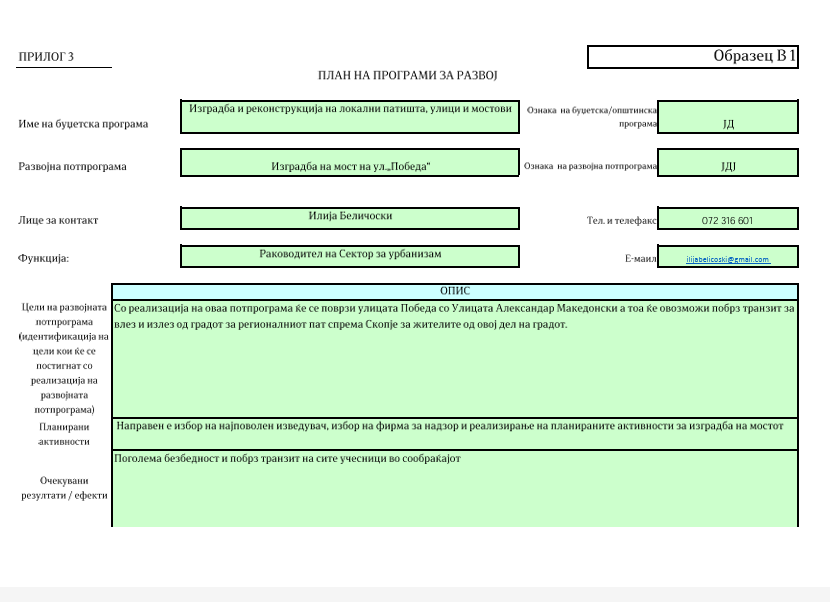 ПРИЛОГ 3
Образец В 1
ПЛАН НА ПРОГРАМИ ЗА РАЗВОЈ
Име на буџетска програма
Изградба и реконструкција на локални патишта, улици и мостови
Ознака на буџетска/општинска
програма
ЈД
Развојна потпрограма
Изградба на мост на ул.„Победа“
Ознака на развојна потпрограма
ЈДЈ
Лице за контакт
Илија Беличоски
Тел. и телефакс
072 316 601
Функција:
Раководител на Сектор за урбанизам
Е-маил
ilijabelicoski@gmail.com
ОПИС
Цели на развојната
потпрограма
(идентификација на
цели кои ќе се
постигнат со
реализација на
развојната
потпрограма)
Со реализација на оваа потпрограма ќе се поврзи улицата Победа со Улицата Александар Македонски а тоа ќе овозможи побрз транзит за
влез и излез од градот за регионалниот пат спрема Скопје за жителите од овој дел на градот.
Планирани
активности
Направен е избор на најповолен изведувач, избор на фирма за надзор и реализирање на планираните активности за изградба на мостот
Очекувани
резултати / ефекти
Поголема безбедност и побрз транзит на сите учесници во сообраќајот